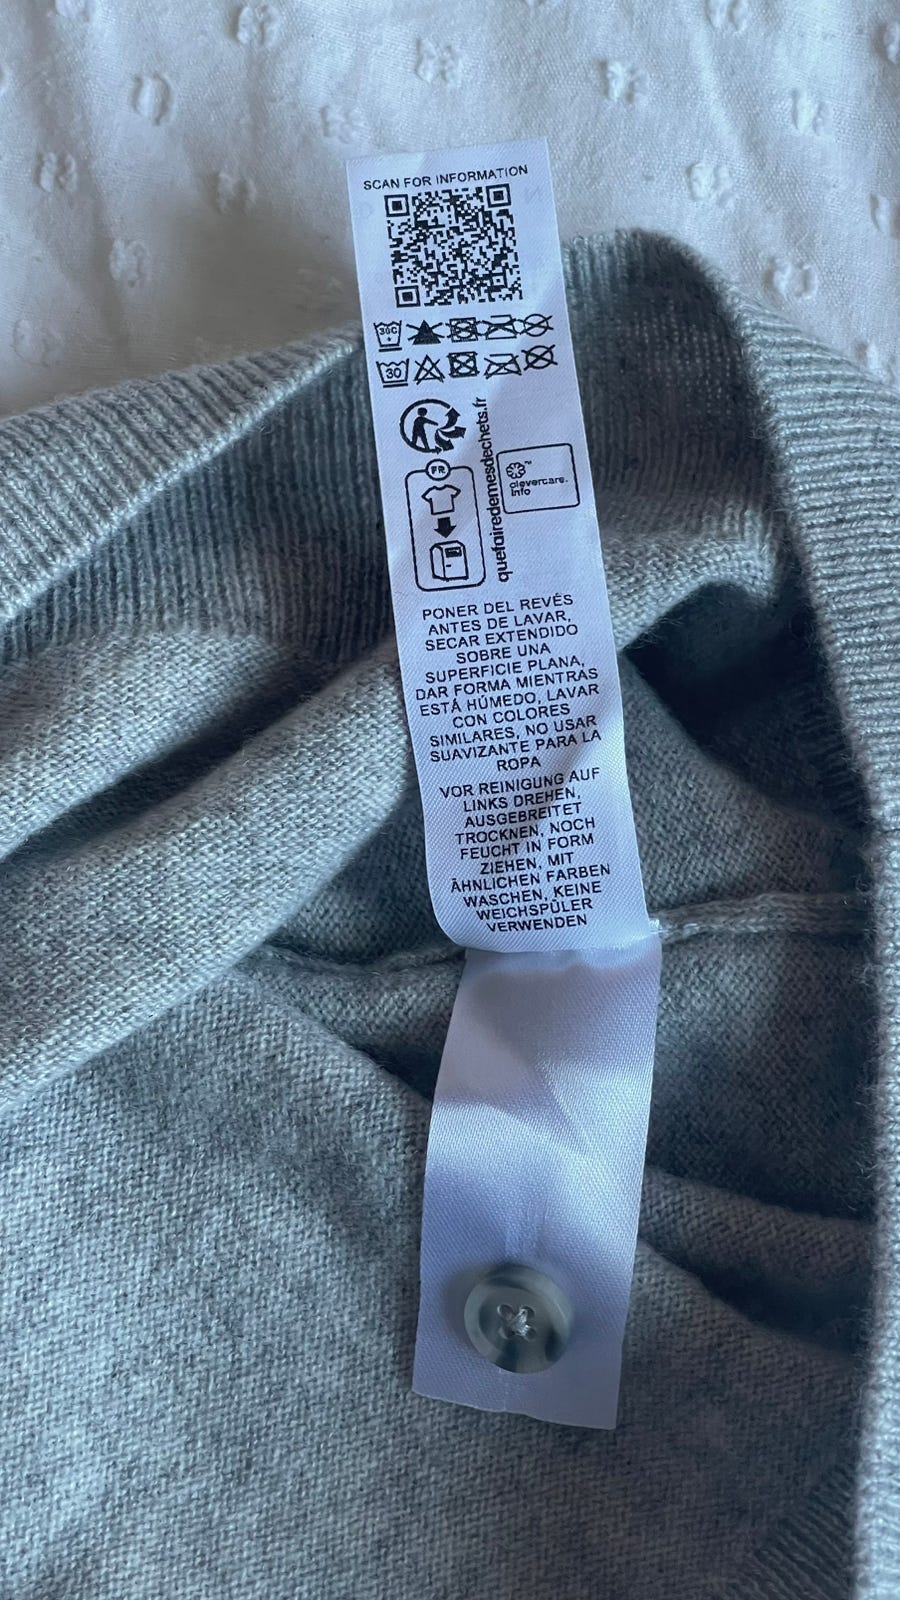 SCAN FOR INFORMATION
30C
30
FR
quefairedemesdechets.fr
clevercare.
info
PONER DEL REVÉS
ANTES DE LAVAR,
SECAR EXTENDIDO
SOBRE UNA
SUPERFICIE PLANA,
DAR FORMA MIENTRAS
ESTÁ HÚMEDO, LAVAR
CON COLORES
SIMILARES, NO USAR
SUAVIZANTE PARA LA
ROPA
VOR REINIGUNG AUF
LINKS DREHEN,
AUSGEBREITET
TROCKNEN, NOCH
FEUCHT IN FORM
ZIEHEN, MIT
ÄHNLICHEN FARBEN
WASCHEN, KEINE
WEICHSPÜLER
VERWENDEN